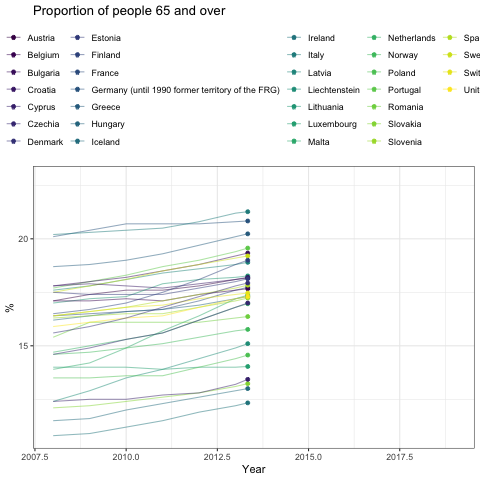 Proportion of people 65 and over
Austria Estonia Ireland Netherlands Spa
Belgium Finland Italy Norway Swe
Bulgaria France Latvia Poland Swit
Croatia Germany (until 1990 former territory of the FRG) Liechtenstein Portugal Unit
Cyprus Greece Lithuania Romania
Czechia Hungary Luxembourg Slovakia
Denmark Iceland Malta Slovenia
20
15
%
2007.5 2010.0 2012.5 2015.0 2017.5
Year